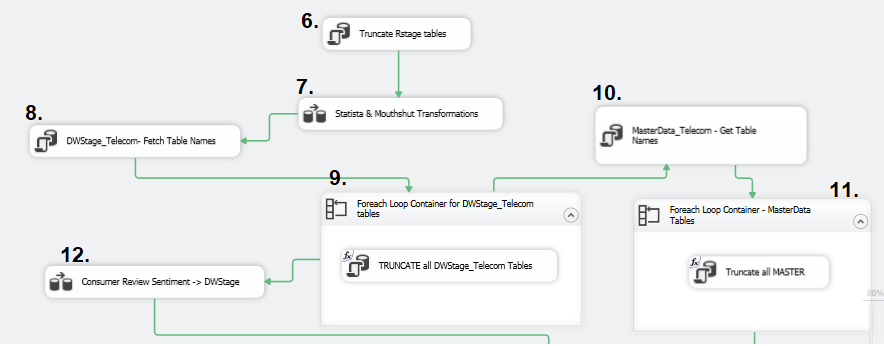 6.
Truncate Rstage tables
7.
Statista & Mouthshut Transformations
8.
DWStage_Telecom- Fetch Table Names
10.
MasterData_Telecom - Get Table
Names
9.
Foreach Loop Container for DWStage_Telecom
tables
fx
TRUNCATE all DWStage_Telecom Tables
11.
Foreach Loop Container - MasterData
Tables
fx
Truncate all MASTER
12.
Consumer Review Sentiment -> DWStage
80%